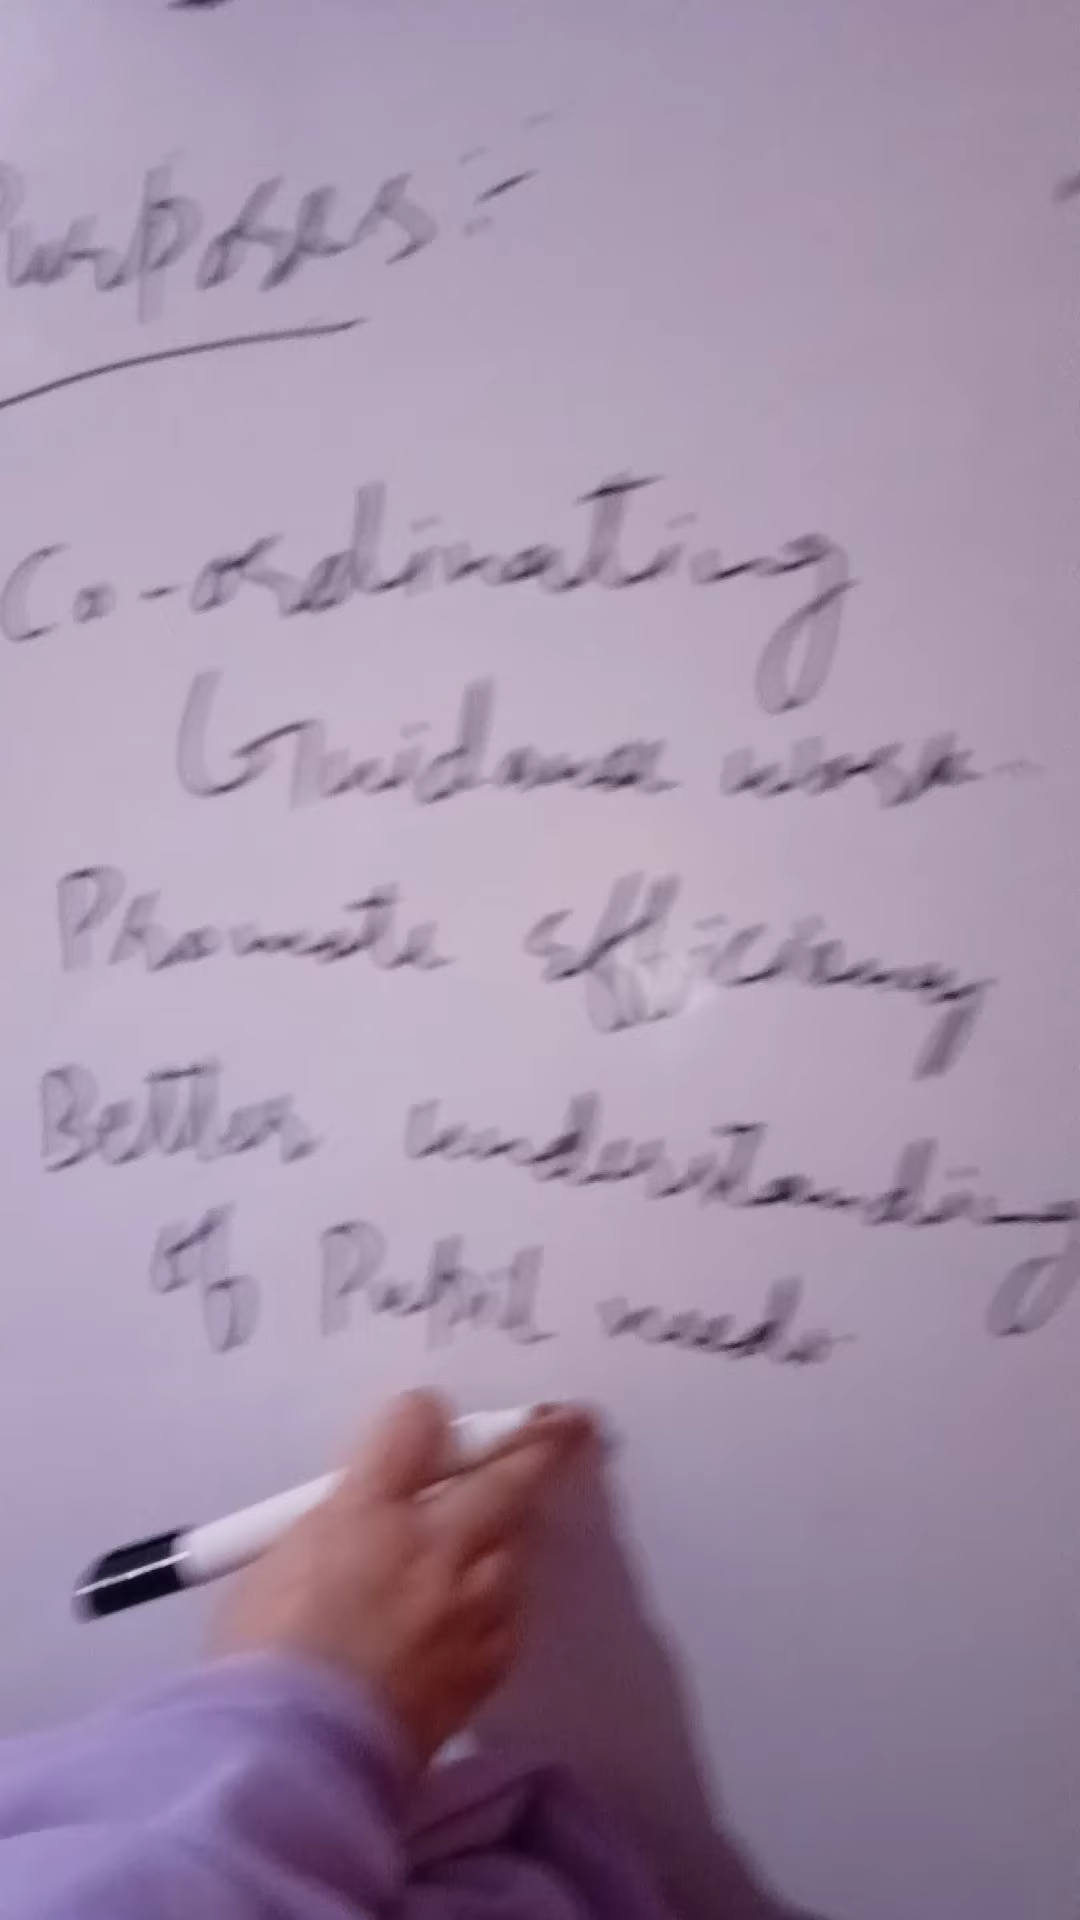 Purposes :-
Co-ordinating
Guidance work
Promote efficiency
Better understanding
of Pupil needs